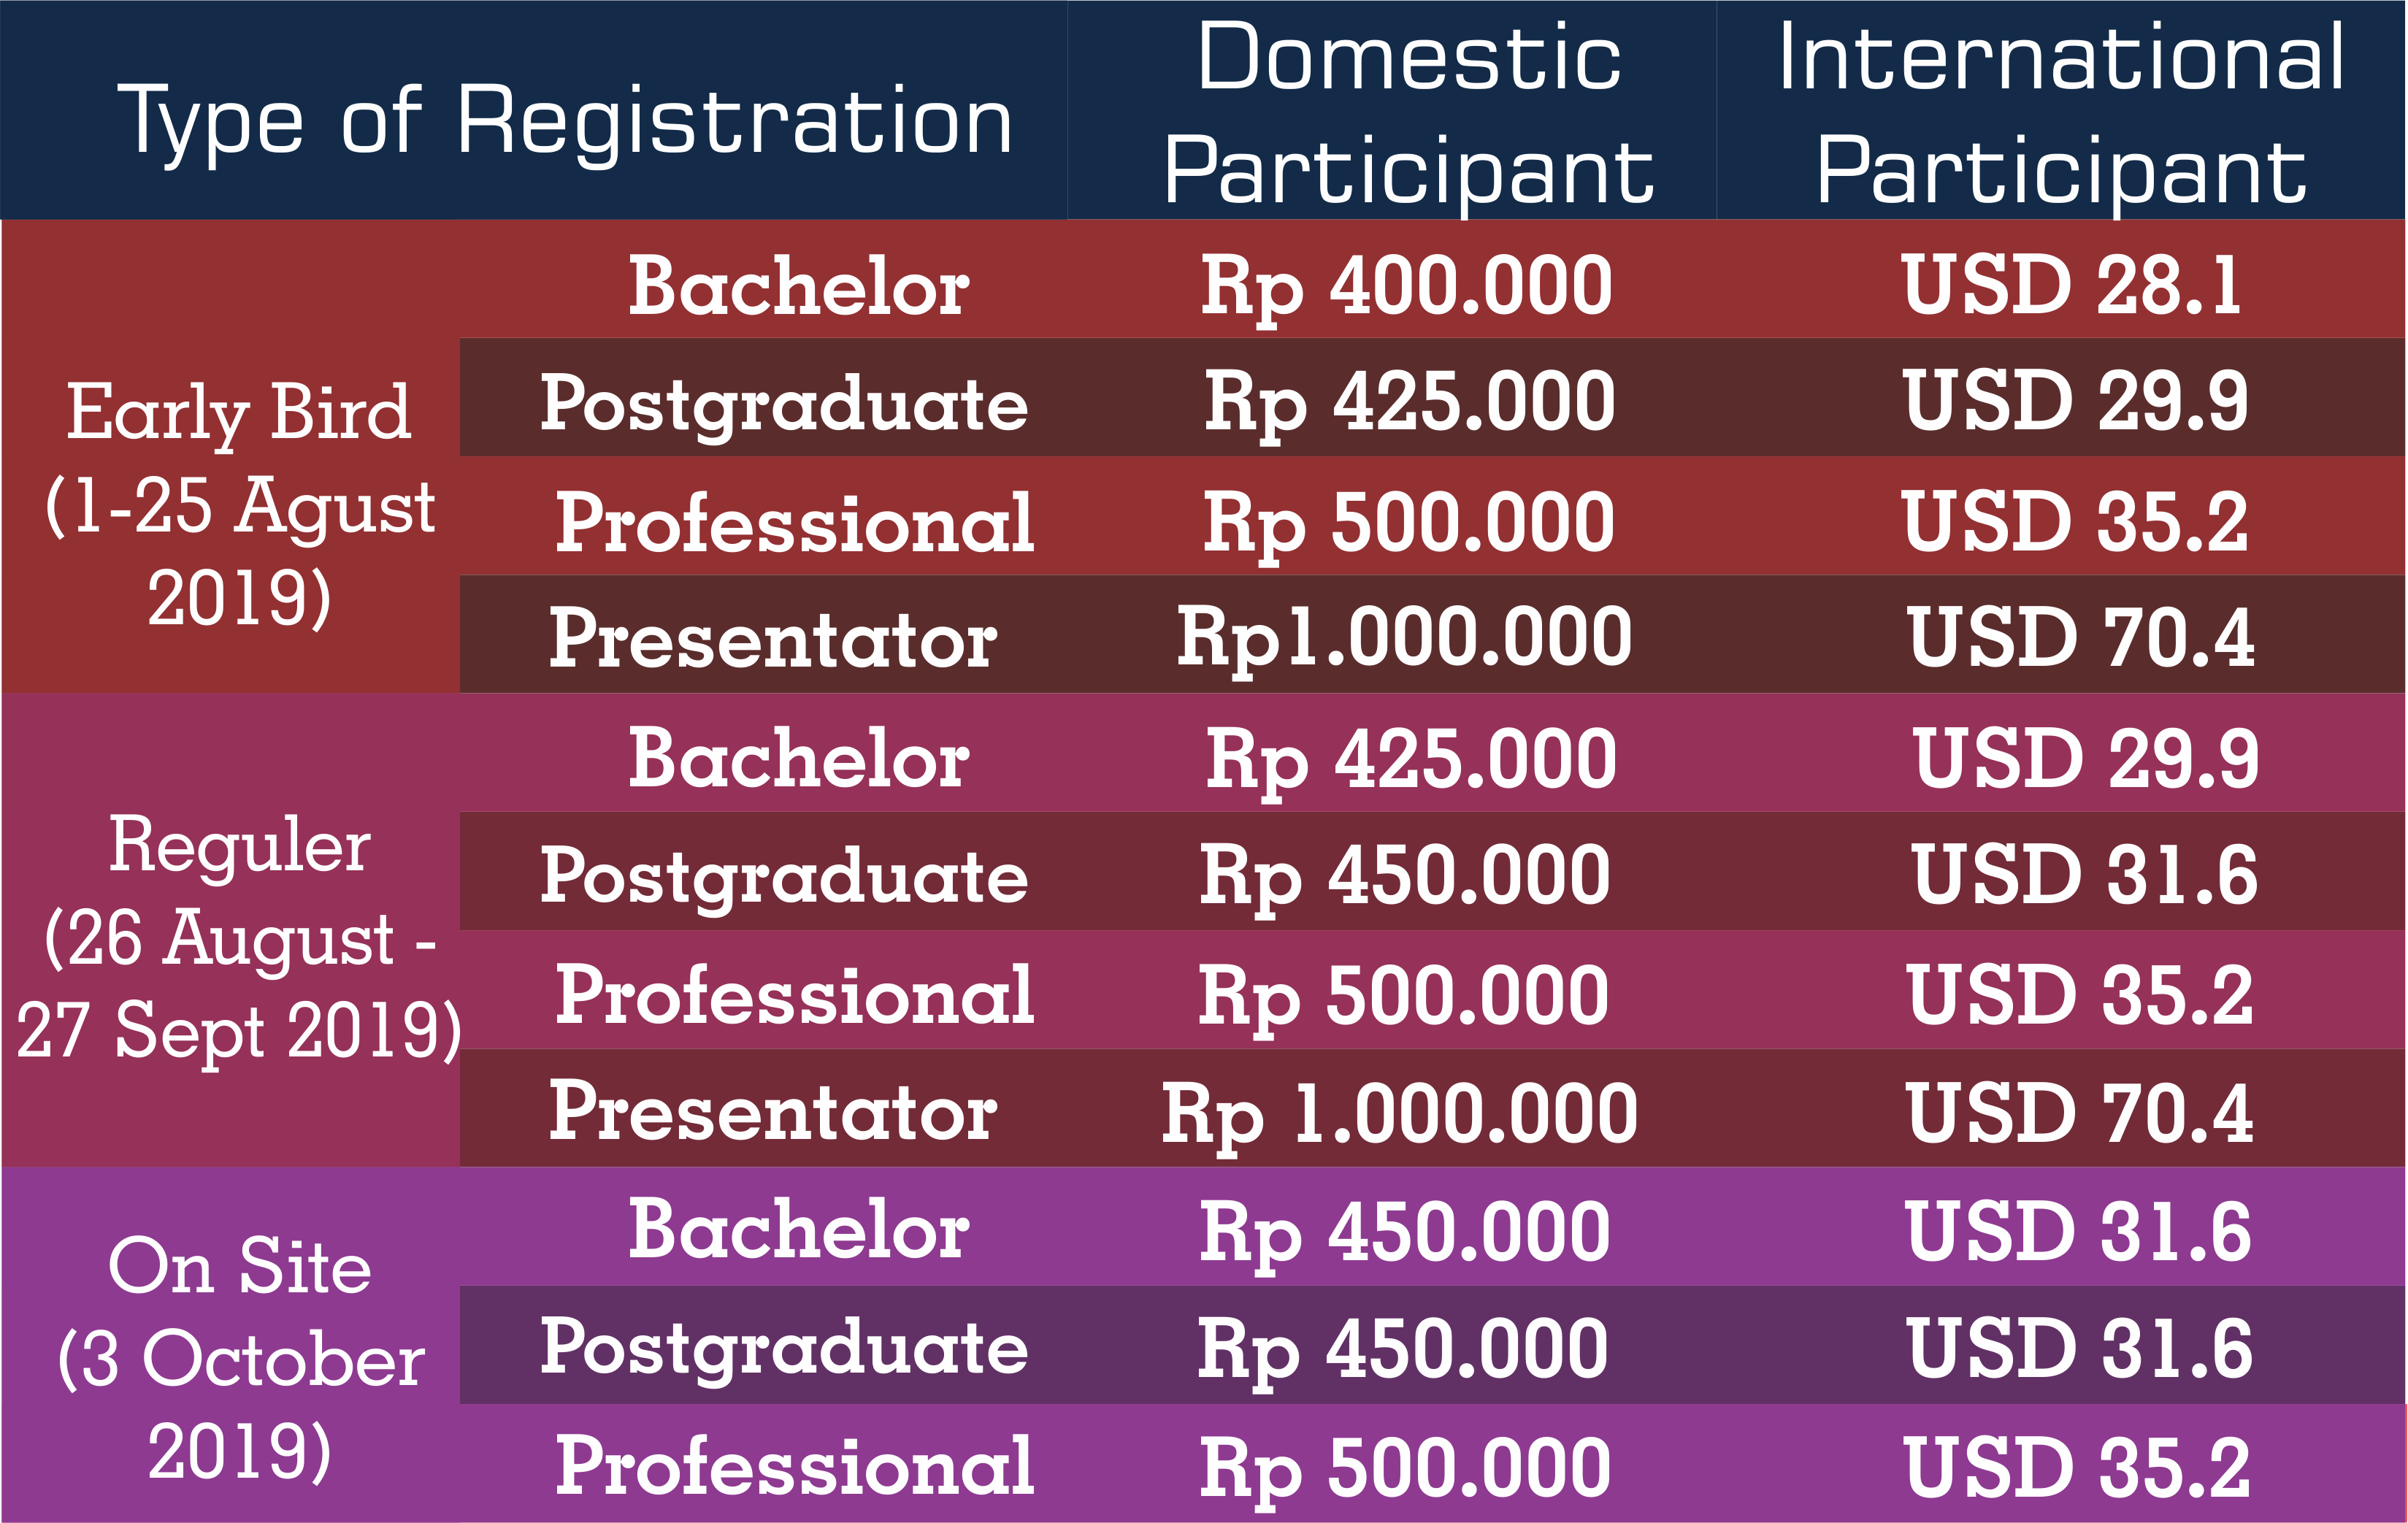 Type of Registration
Domestic
Participant
International
Participant
Early Bird
(1-25 Agust
2019)
Bachelor Rp 400.000 USD 28.1
Postgraduate Rp 425.000 USD 29.9
Professional Rp 500.000 USD 35.2
Presentator Rp1.000.000 USD 70.4
Reguler
(26 August -
27 Sept 2019)
Bachelor Rp 425.000 USD 29.9
Postgraduate Rp 450.000 USD 31.6
Professional Rp 500.000 USD 35.2
Presentator Rp 1.000.000 USD 70.4
On Site
(3 October
2019)
Bachelor Rp 450.000 USD 31.6
Postgraduate Rp 450.000 USD 31.6
Professional Rp 500.000 USD 35.2